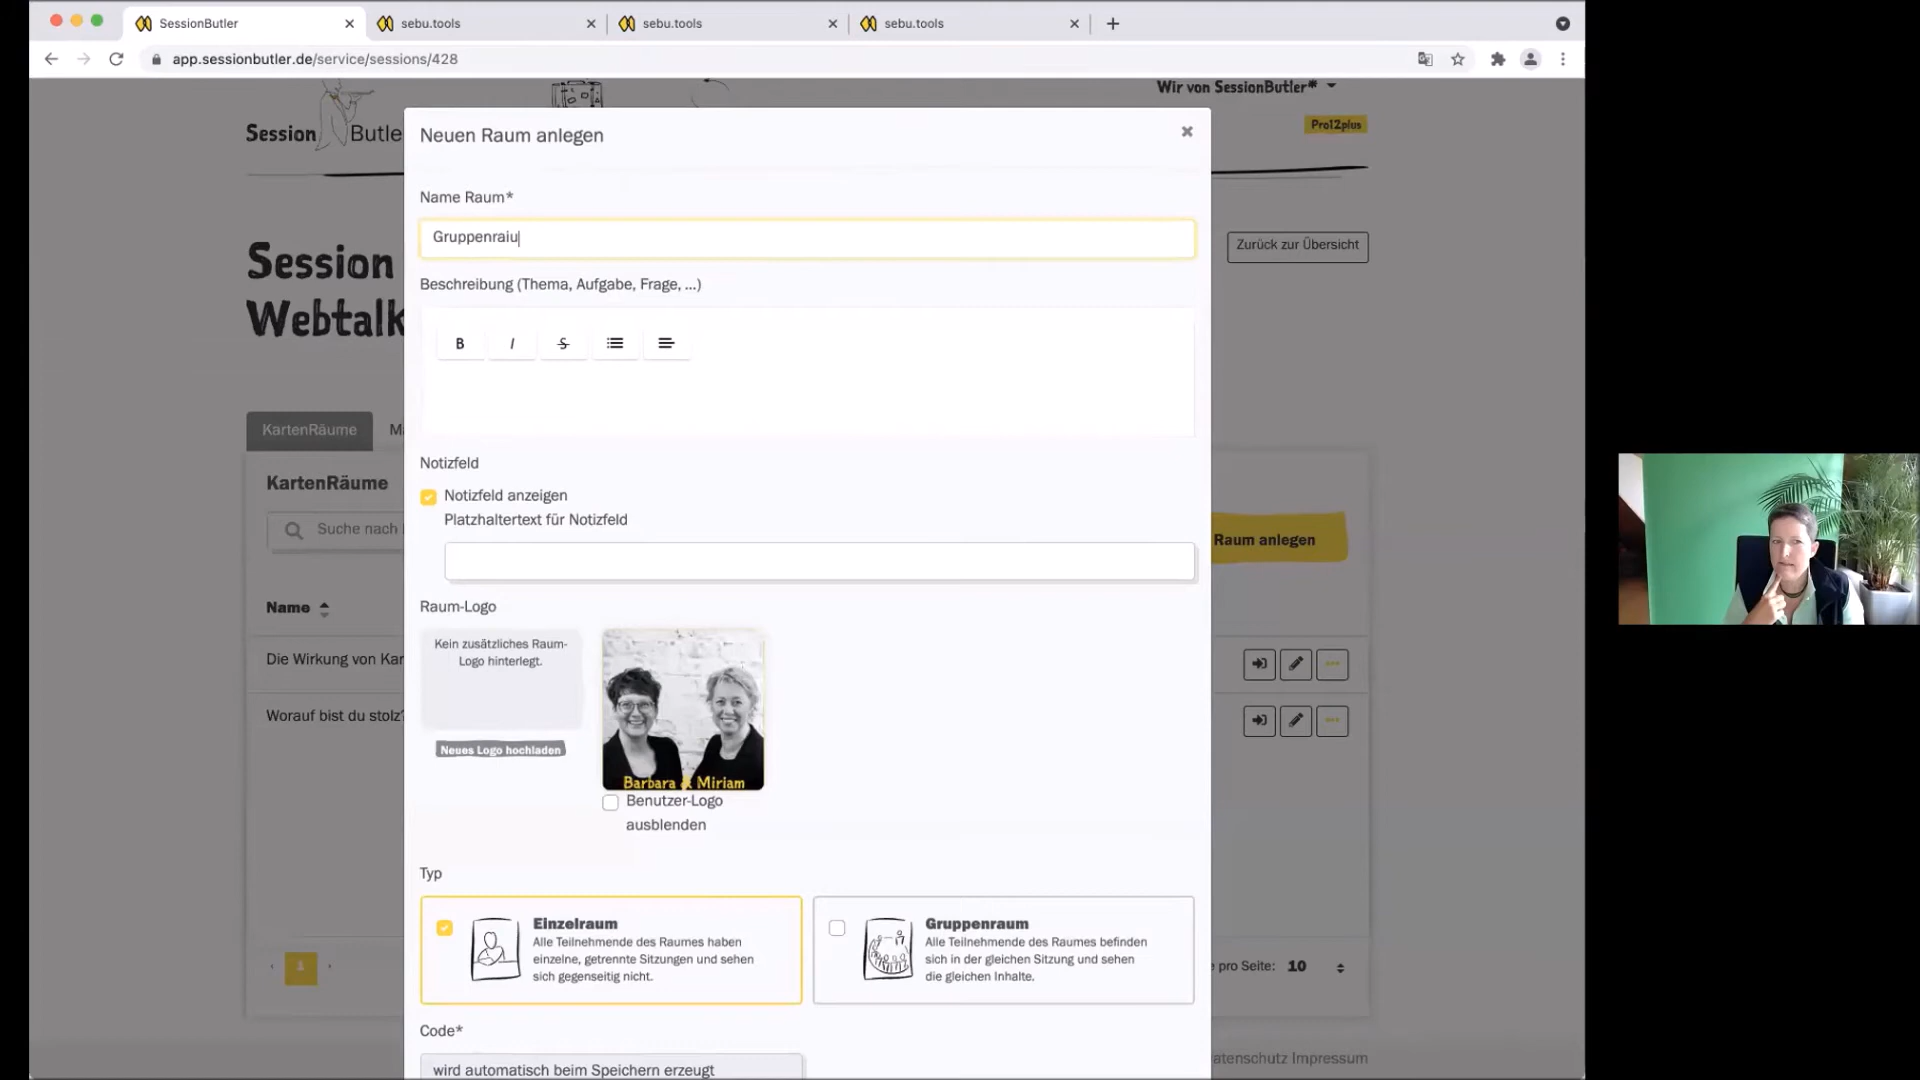 SessionButler
sebu.tools
sebu.tools
sebu.tools
app.sessionbutler.de/service/sessions/428
Wir von SessionButler*
Session Butle
Pro12plus
Neuen Raum anlegen
Name Raum*
Gruppenraiu
Session
Webtalk
Zurück zur Übersicht
Beschreibung (Thema, Aufgabe, Frage, ...)
B I S
KartenRäume M
Notizfeld
KartenRäume
Notizfeld anzeigen
Platzhaltertext für Notizfeld
Suche nach
Raum anlegen
Name
Raum-Logo
Kein zusätzliches Raum-
Logo hinterlegt.
Die Wirkung von Kar
Worauf bist du stolz?
Neues Logo hochladen
Barbara & Miriam
Benutzer-Logo
ausblenden
Typ
Einzelraum
Alle Teilnehmende des Raumes haben
einzelne, getrennte Sitzungen und sehen
sich gegenseitig nicht.
Gruppenraum
Alle Teilnehmende des Raumes befinden
sich in der gleichen Sitzung und sehen
die gleichen Inhalte.
1
e pro Seite: 10
Code*
wird automatisch beim Speichern erzeugt
atenschutz Impressum